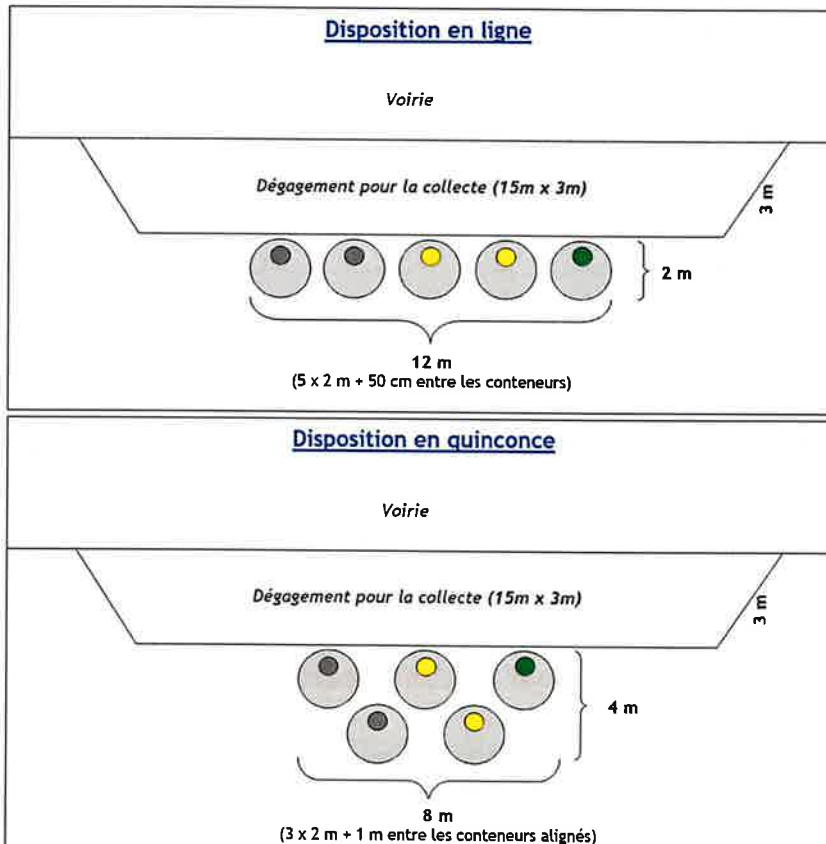 Disposition en ligne
Voirie
Dégagement pour la collecte (15m x 3m)
3 m
2 m
12 m
(5 x 2 m + 50 cm entre les conteneurs)
Disposition en quinconce
Voirie
Dégagement pour la collecte (15m x 3m)
3 m
4 m
8 m
(3 x 2 m + 1 m entre les conteneurs alignés)